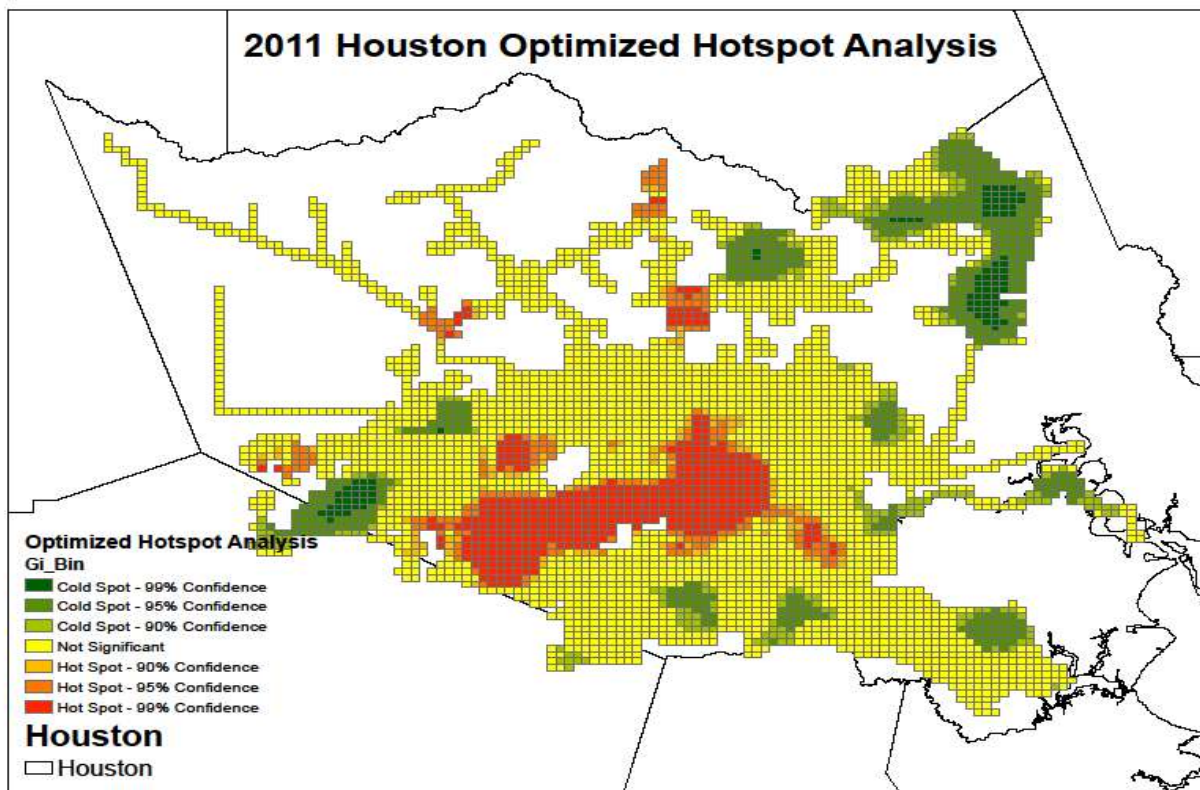 2011 Houston Optimized Hotspot Analysis
Optimized Hotspot Analysis
Gi_Bin
Cold Spot - 99% Confidence
Cold Spot - 95% Confidence
Cold Spot - 90% Confidence
Not Significant
Hot Spot - 90% Confidence
Hot Spot - 95% Confidence
Hot Spot - 99% Confidence
Houston
Houston